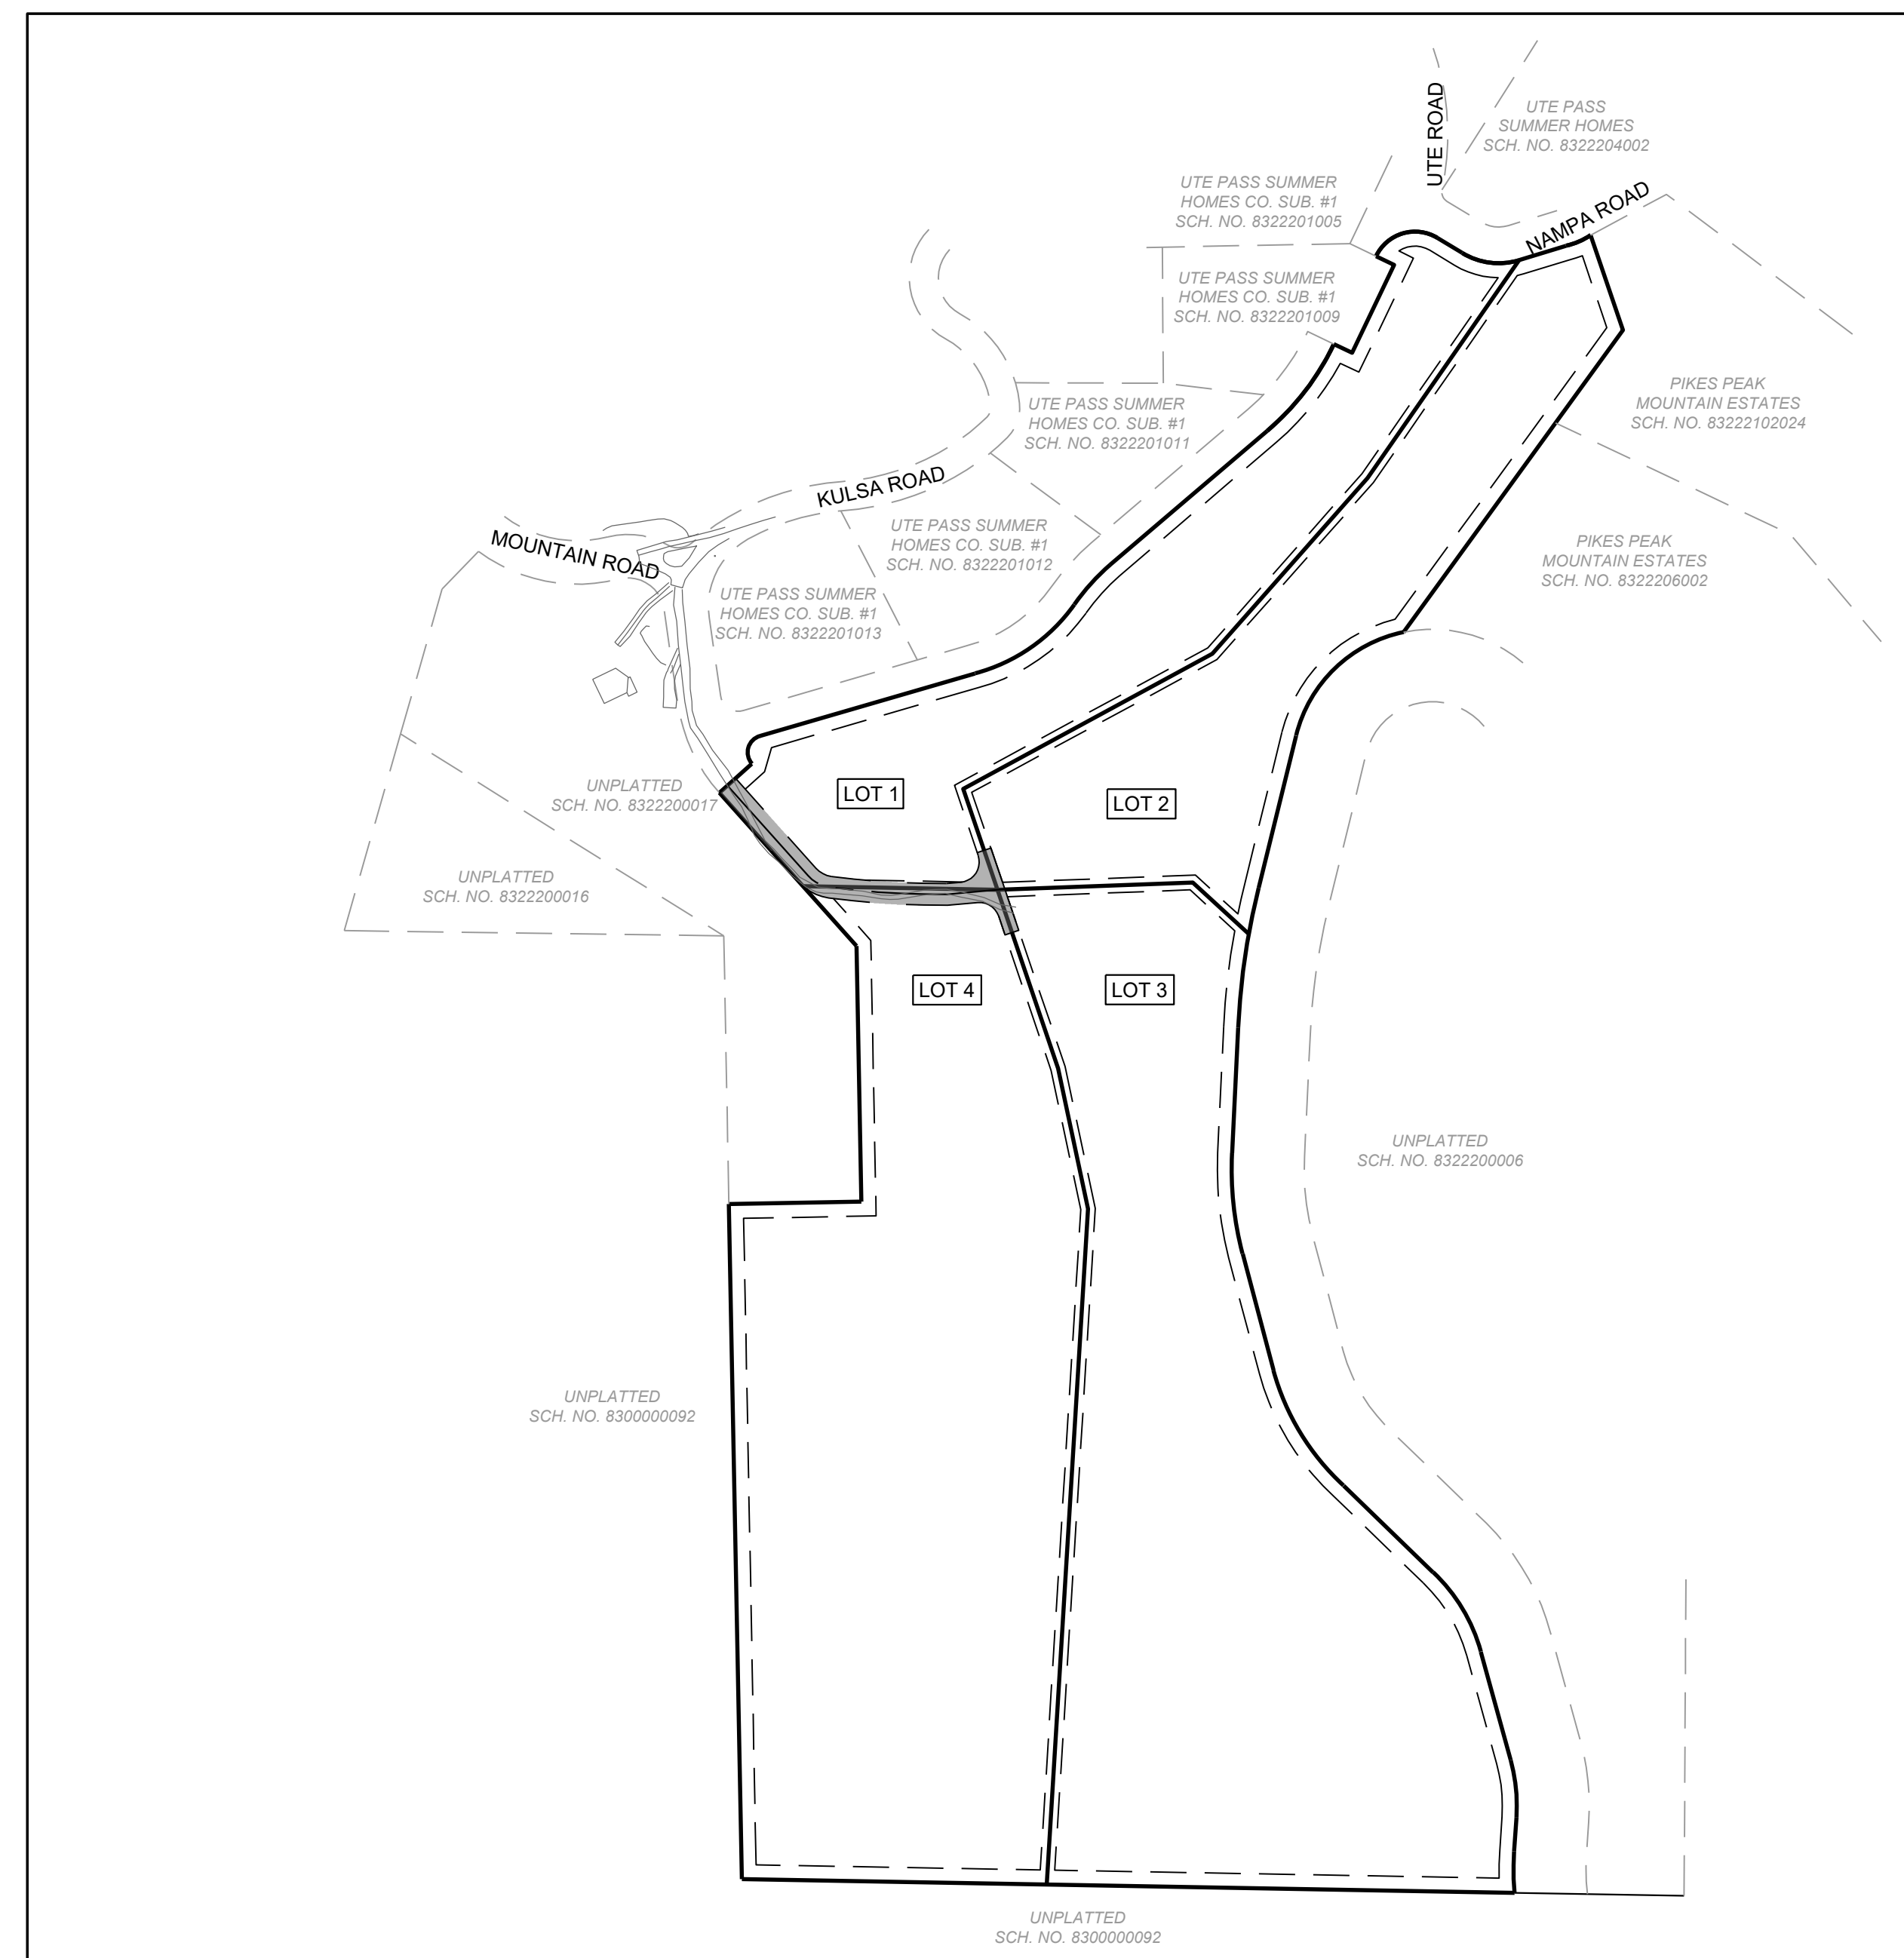 UTE ROAD
UTE PASS
SUMMER HOMES
SCH. NO. 8322204002
UTE PASS SUMMER
HOMES CO. SUB. #1
SCH. NO. 8322201005
NAMPA ROAD
UTE PASS SUMMER
HOMES CO. SUB. #1
SCH. NO. 8322201009
PIKES PEAK
MOUNTAIN ESTATES
SCH. NO. 83222102024
UTE PASS SUMMER
HOMES CO. SUB. #1
SCH. NO. 8322201011
KULSA ROAD
UTE PASS SUMMER
HOMES CO. SUB. #1
SCH. NO. 8322201012
MOUNTAIN ROAD
PIKES PEAK
MOUNTAIN ESTATES
SCH. NO. 8322206002
UTE PASS SUMMER
HOMES CO. SUB. #1
SCH. NO. 8322201013
UNPLATTED
SCH. NO. 8322200017
LOT 1
LOT 2
UNPLATTED
SCH. NO. 8322200016
LOT 4
LOT 3
UNPLATTED
SCH. NO. 8322200006
UNPLATTED
SCH. NO. 8300000092
UNPLATTED
SCH. NO. 8300000092